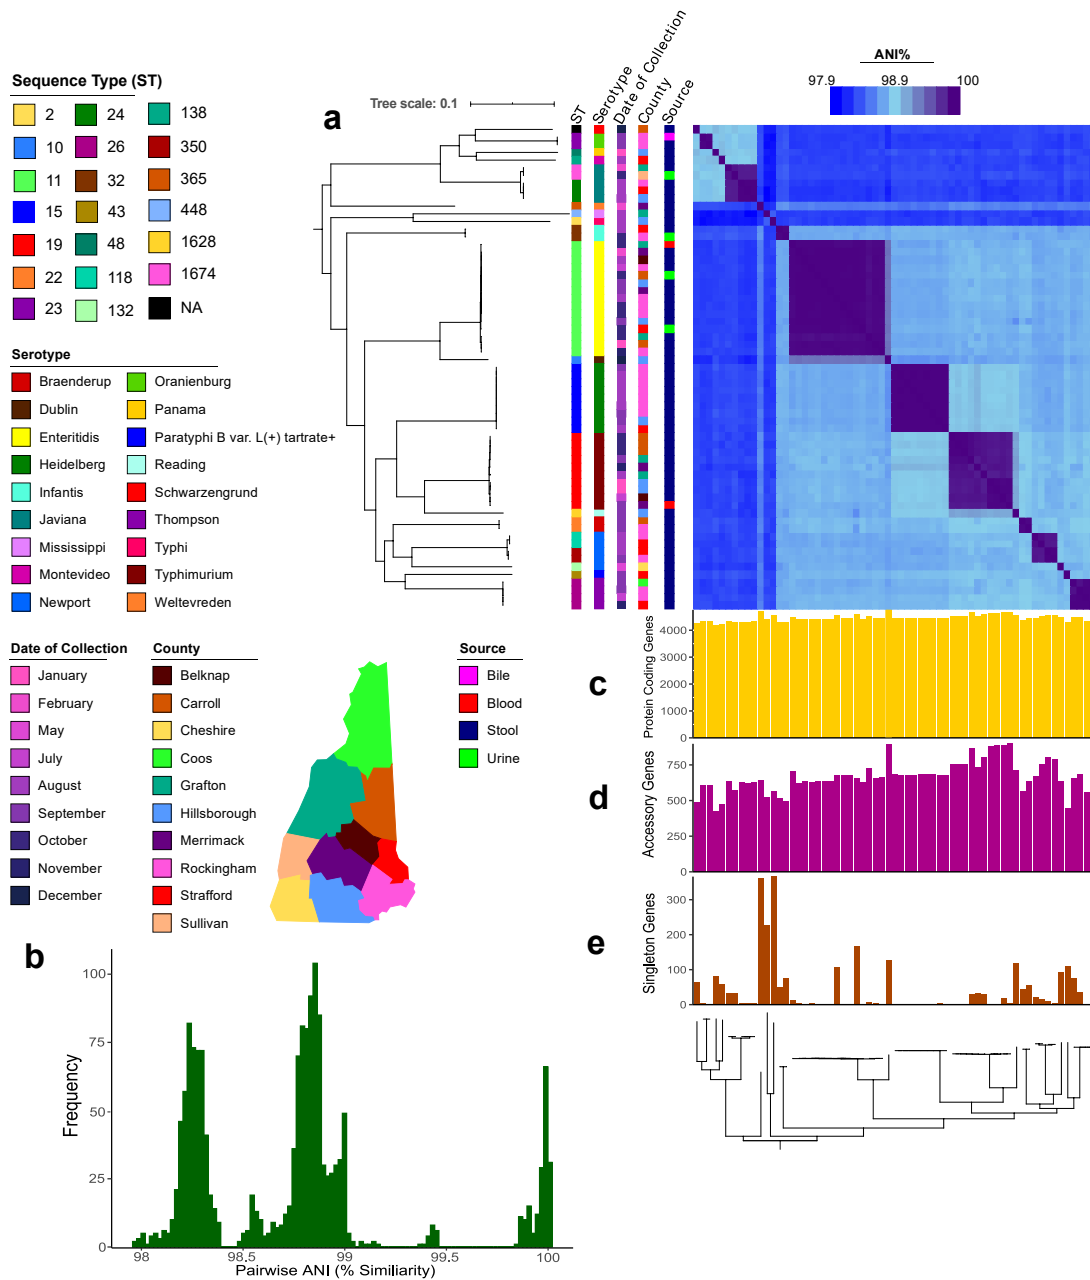 Sequence Type (ST)
2
24
138
10
26
350
11
32
365
15
43
448
19
48
1628
22
118
1674
23
132
NA
Serotype
Braenderup
Oranienburg
Dublin
Panama
Enteritidis
Paratyphi B var. L(+) tartrate+
Heidelberg
Reading
Infantis
Schwarzengrund
Javiana
Thompson
Mississippi
Typhi
Montevideo
Typhimurium
Newport
Weltevreden
Date of Collection
January
February
May
July
August
September
October
November
December
County
Belknap
Carroll
Cheshire
Coos
Grafton
Hillsborough
Merrimack
Rockingham
Strafford
Sullivan
Source
Bile
Blood
Stool
Urine
a
Tree scale: 0.1
ST
Serotype
Date of Collection
County
Source
ANI%
97.9
98.9
100
b
Frequency
100
75
50
25
0
98
98.5
99
99.5
100
Pairwise ANI (% Similiarity)
c
Protein Coding Genes
4000
3000
2000
1000
0
d
Accessory Genes
750
500
250
0
e
Singleton Genes
300
200
100
0